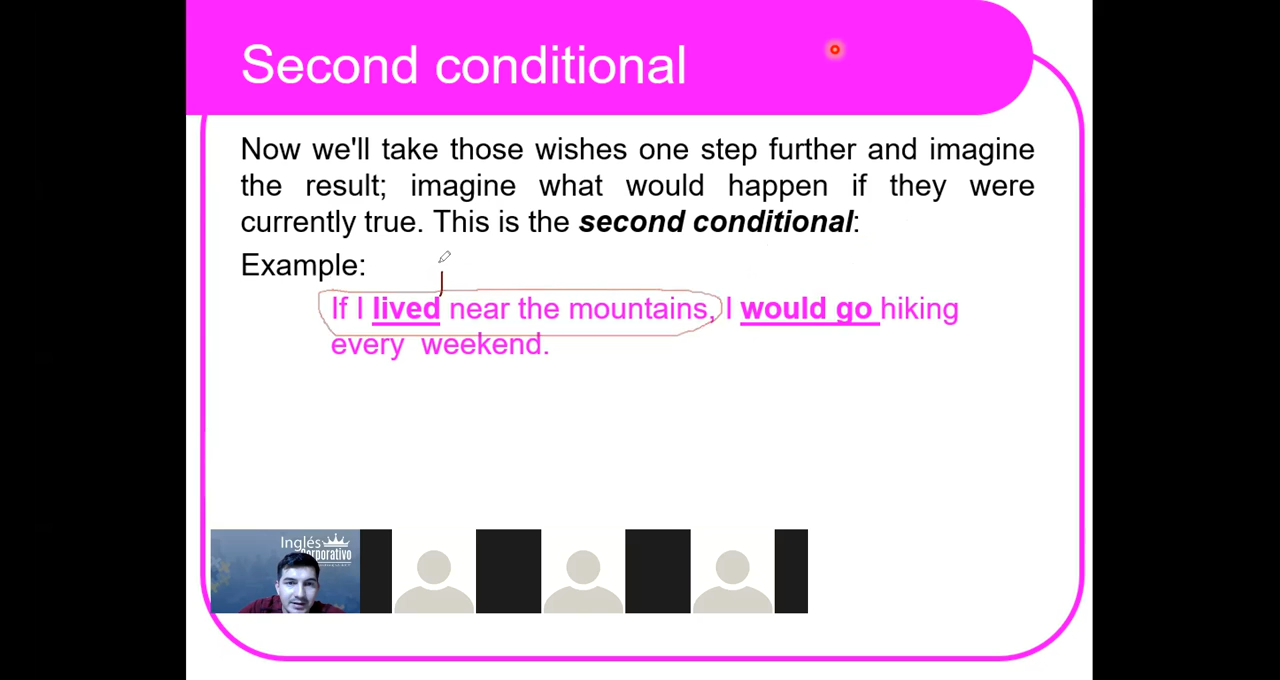 Second conditional
Now we'll take those wishes one step further and imagine
the result; imagine what would happen if they were
currently true. This is the second conditional:
Example:
If I lived near the mountains, I would go hiking
every weekend.
Inglés
Corporativo